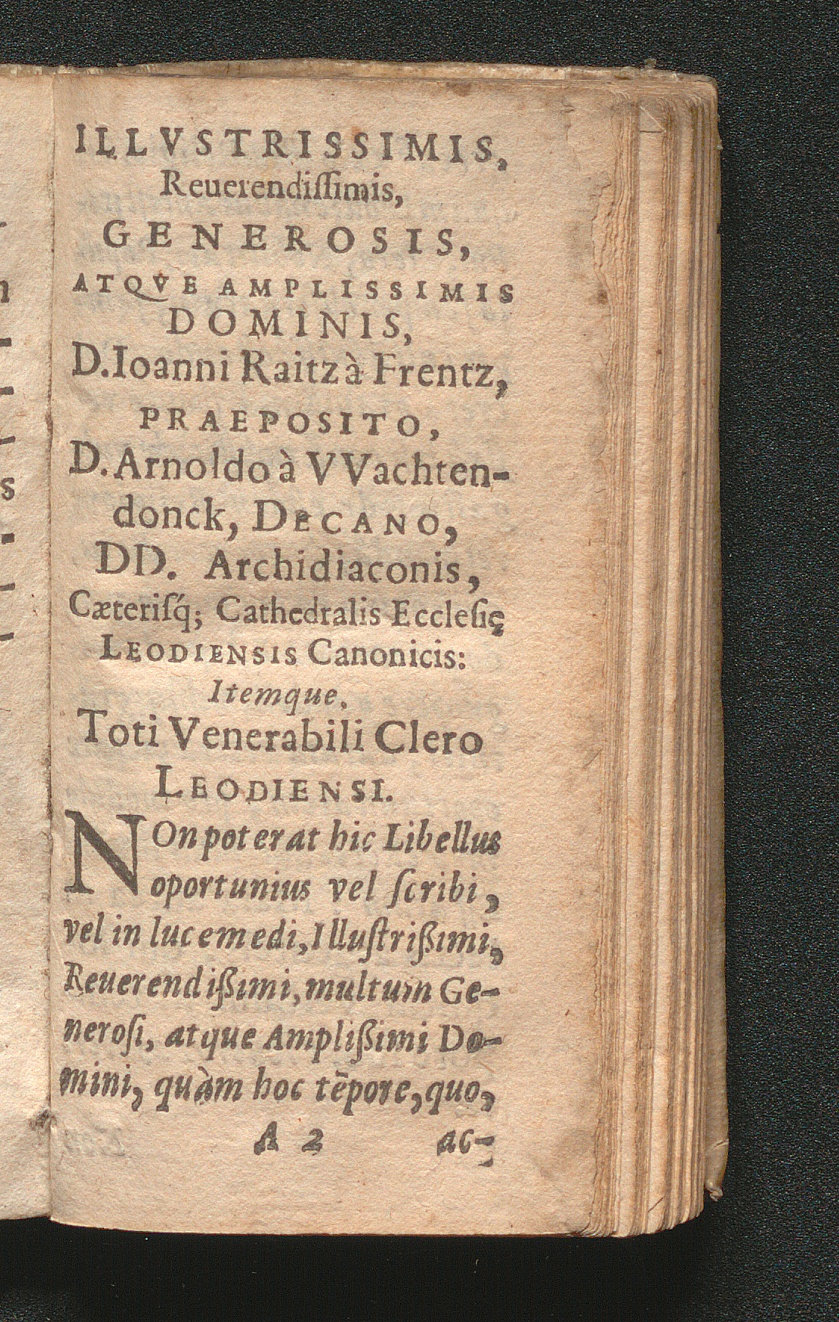 ILLVSTRISSIMIS,
Reuerendiſſimis,
GENEROSIS,
ATQVE AMPLISSIMIS
DOMINIS,
D. Ioanni Raitz à Frentz,
PRAEPOSITO,
D. Arnoldo à VVachten-
donck, DECANO,
DD. Archidiaconis,
Cæteriſq́; Cathedralis Eccleſię
LEODIENSIS Canonicis:
Itemque,
Toti Venerabili Clero
LEODIENSI.
NOn poterat hic Libellus
oportunius vel ſcribi,
vel in lucem edi, Illuſtrißimi,
Reuerendißimi, multum Ge-
neroſi, atque Amplißimi Do-
mini, quàm hoc tēpore, quo,
A 2 ac-